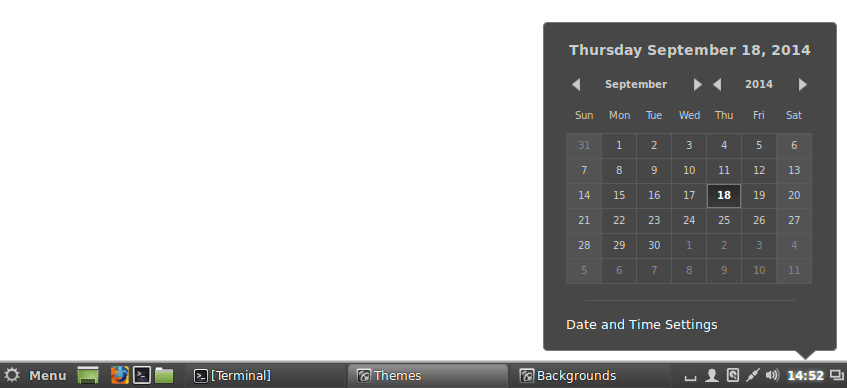 Thursday September 18, 2014
September 2014
Sun Mon Tue Wed Thu Fri Sat
31 1 2 3 4 5 6
7 8 9 10 11 12 13
14 15 16 17 18 19 20
21 22 23 24 25 26 27
28 29 30 1 2 3 4
5 6 7 8 9 10 11
Date and Time Settings
Menu [Terminal] Themes Backgrounds 14:52